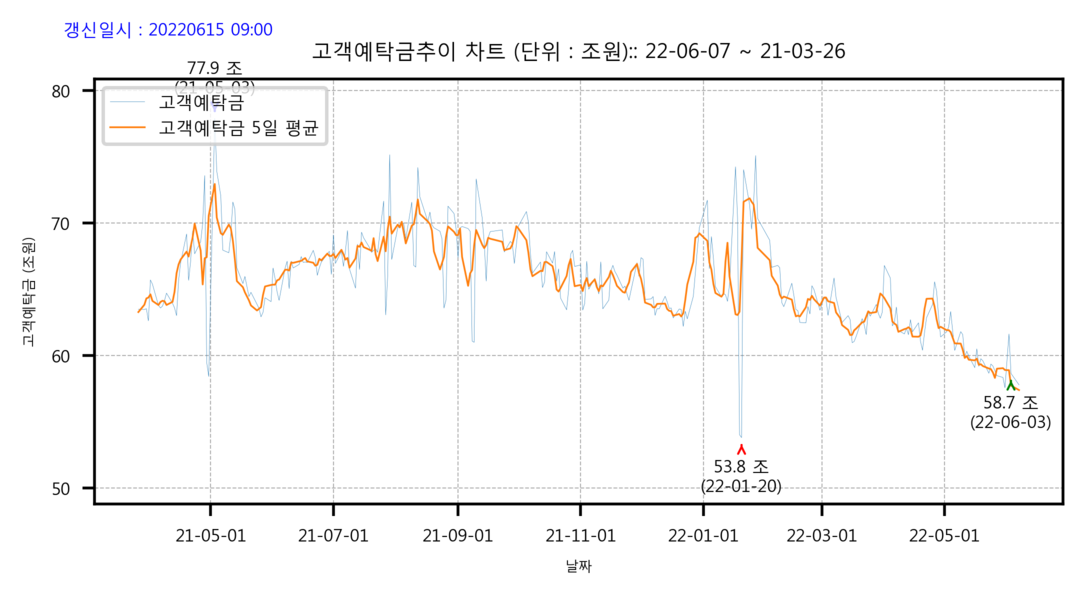 갱신일시 : 20220615 09:00
고객예탁금추이 차트 (단위 : 조원):: 22-06-07 ~ 21-03-26
77.9 조
(21-05-03)
고객예탁금
고객예탁금 5일 평균
80
70
60
50
고객예탁금 (조원)
58.7 조
(22-06-03)
53.8 조
(22-01-20)
21-05-01
21-07-01
21-09-01
21-11-01
22-01-01
22-03-01
22-05-01
날짜